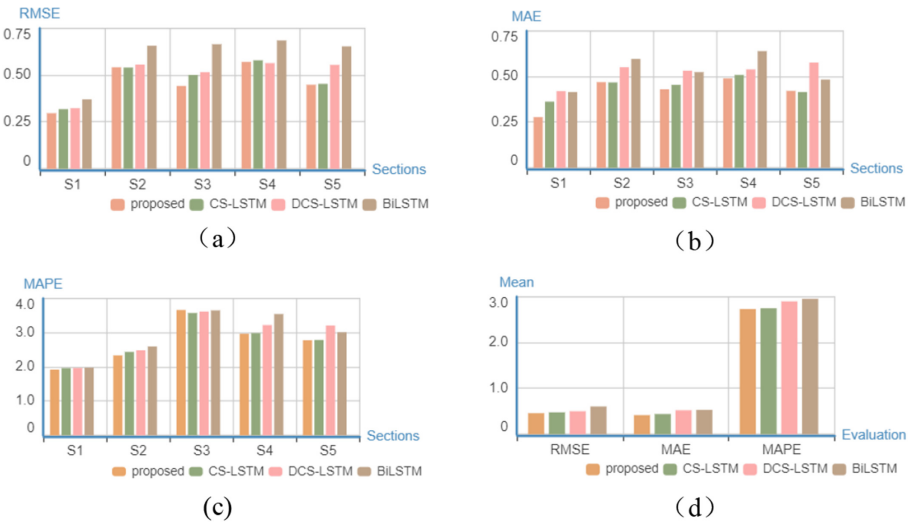 RMSE
0.75
0.50
0.25
0
S1 S2 S3 S4 S5
Sections
proposed CS-LSTM DCS-LSTM BiLSTM
(a)
MAE
0.75
0.50
0.25
0
S1 S2 S3 S4 S5
Sections
proposed CS-LSTM DCS-LSTM BiLSTM
(b)
MAPE
4.0
3.0
2.0
1.0
0
S1 S2 S3 S4 S5
Sections
proposed CS-LSTM DCS-LSTM BiLSTM
(c)
Mean
3.0
2.0
1.0
0
RMSE MAE MAPE
Evaluation
proposed CS-LSTM DCS-LSTM BiLSTM
(d)